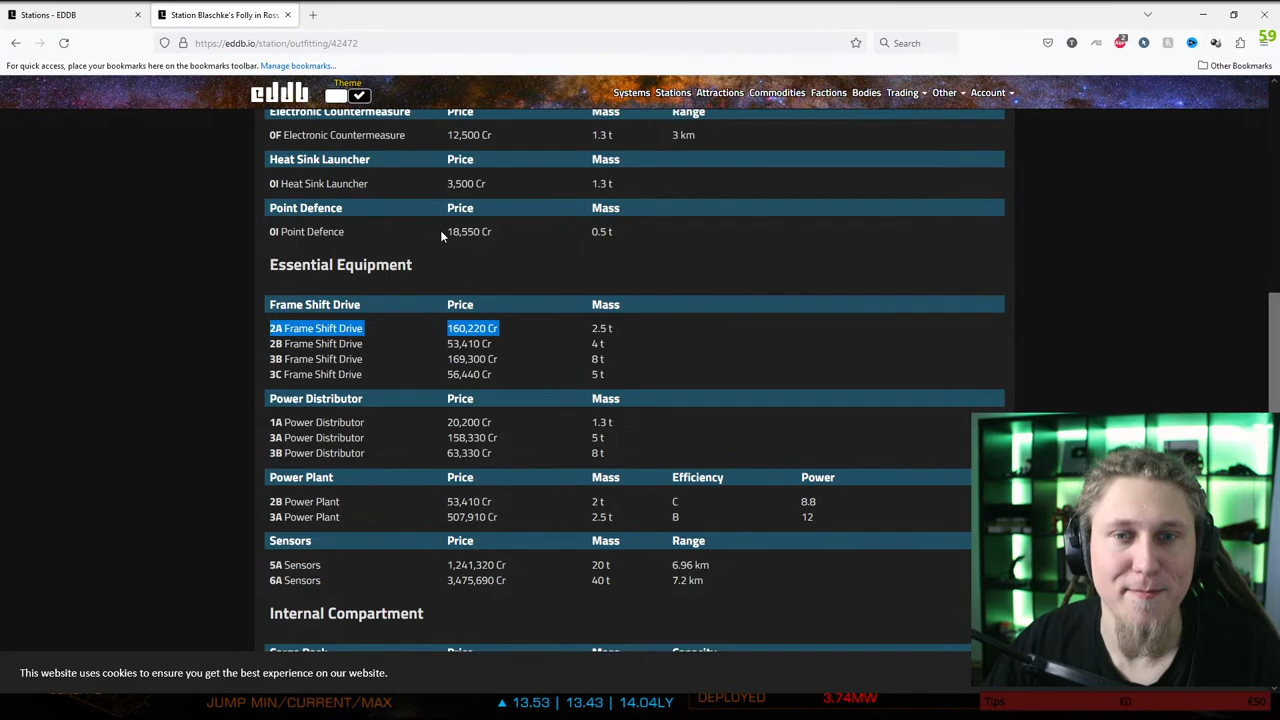 Stations - EDDB
Station Blaschke's Folly in Ross
59
https://eddb.io/station/outfitting/42472
Search
2
For quick access, place your bookmarks here on the bookmarks toolbar. Manage bookmarks...
Other Bookmarks
eddb
Theme
Systems Stations Attractions Commodities Factions Bodies Trading Other Account
Electronic Countermeasure Price Mass Range
0F Electronic Countermeasure 12,500 Cr 1.3 t 3 km
Heat Sink Launcher Price Mass
0I Heat Sink Launcher 3,500 Cr 1.3 t
Point Defence Price Mass
0I Point Defence 18,550 Cr 0.5 t
Essential Equipment
Frame Shift Drive Price Mass
2A Frame Shift Drive 160,220 Cr 2.5 t
2B Frame Shift Drive 53,410 Cr 4 t
3B Frame Shift Drive 169,300 Cr 8 t
3C Frame Shift Drive 56,440 Cr 5 t
Power Distributor Price Mass
1A Power Distributor 20,200 Cr 1.3 t
3A Power Distributor 158,330 Cr 5 t
3B Power Distributor 63,330 Cr 8 t
Power Plant Price Mass Efficiency Power
2B Power Plant 53,410 Cr 2 t C 8.8
3A Power Plant 507,910 Cr 2.5 t B 12
Sensors Price Mass Range
5A Sensors 1,241,320 Cr 20 t 6.96 km
6A Sensors 3,475,690 Cr 40 t 7.2 km
Internal Compartment
Price Mass Capacity
This website uses cookies to ensure you get the best experience on our website.
JUMP MIN/CURRENT/MAX 13.53 | 13.43 | 14.04LY
DEPLOYED 3.74MW
Tips €0 €50